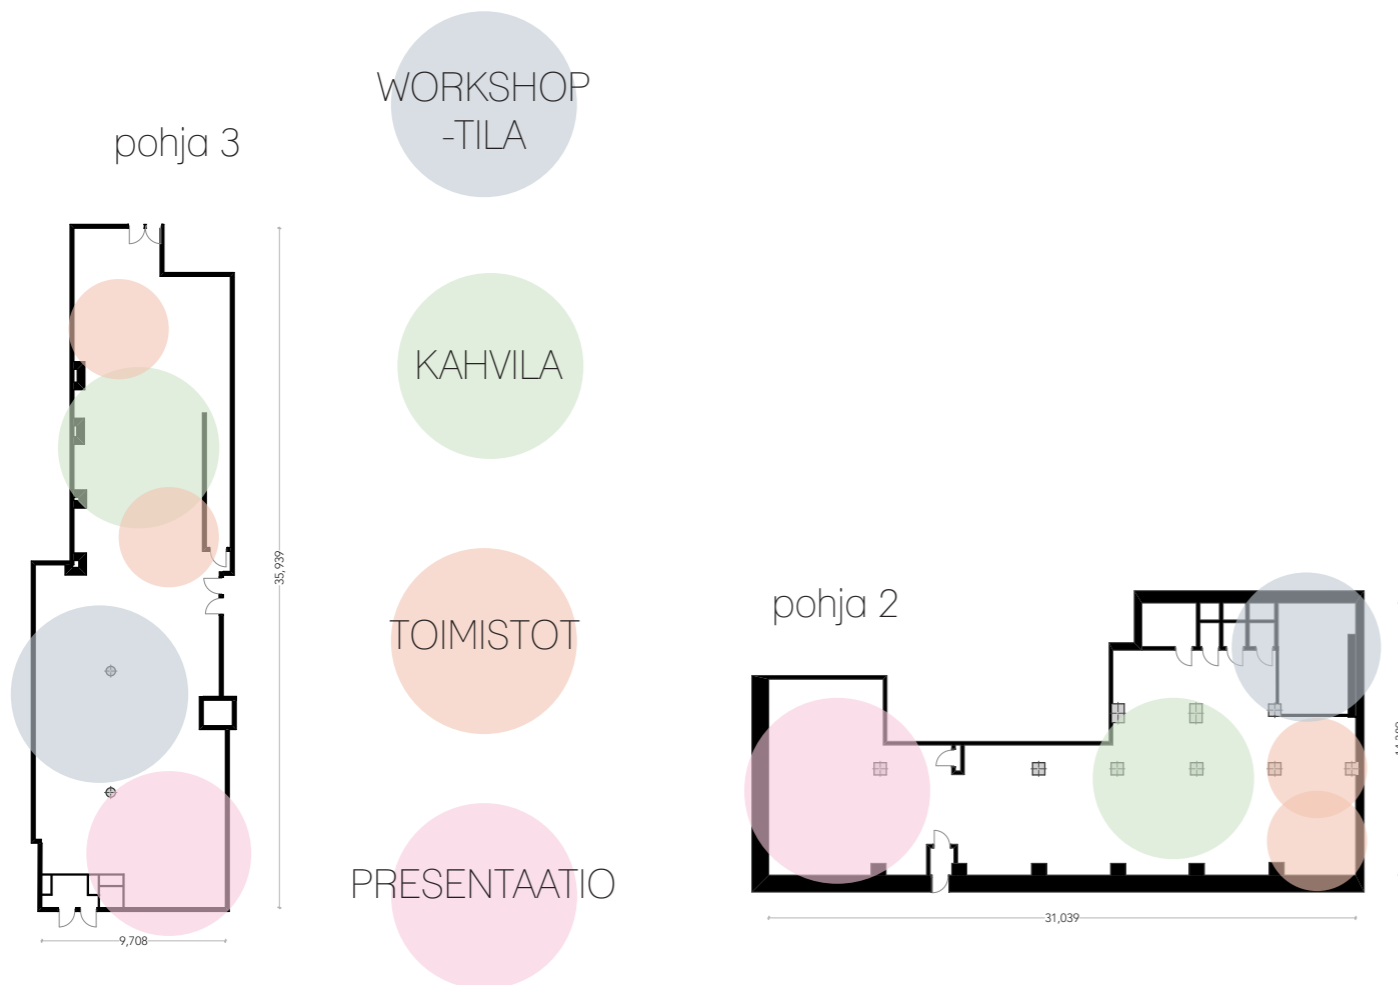 WORKSHOP
-TILA
pohja 3
KAHVILA
35,939
TOIMISTOT
pohja 2
PRESENTAATIO
31,039
9,708